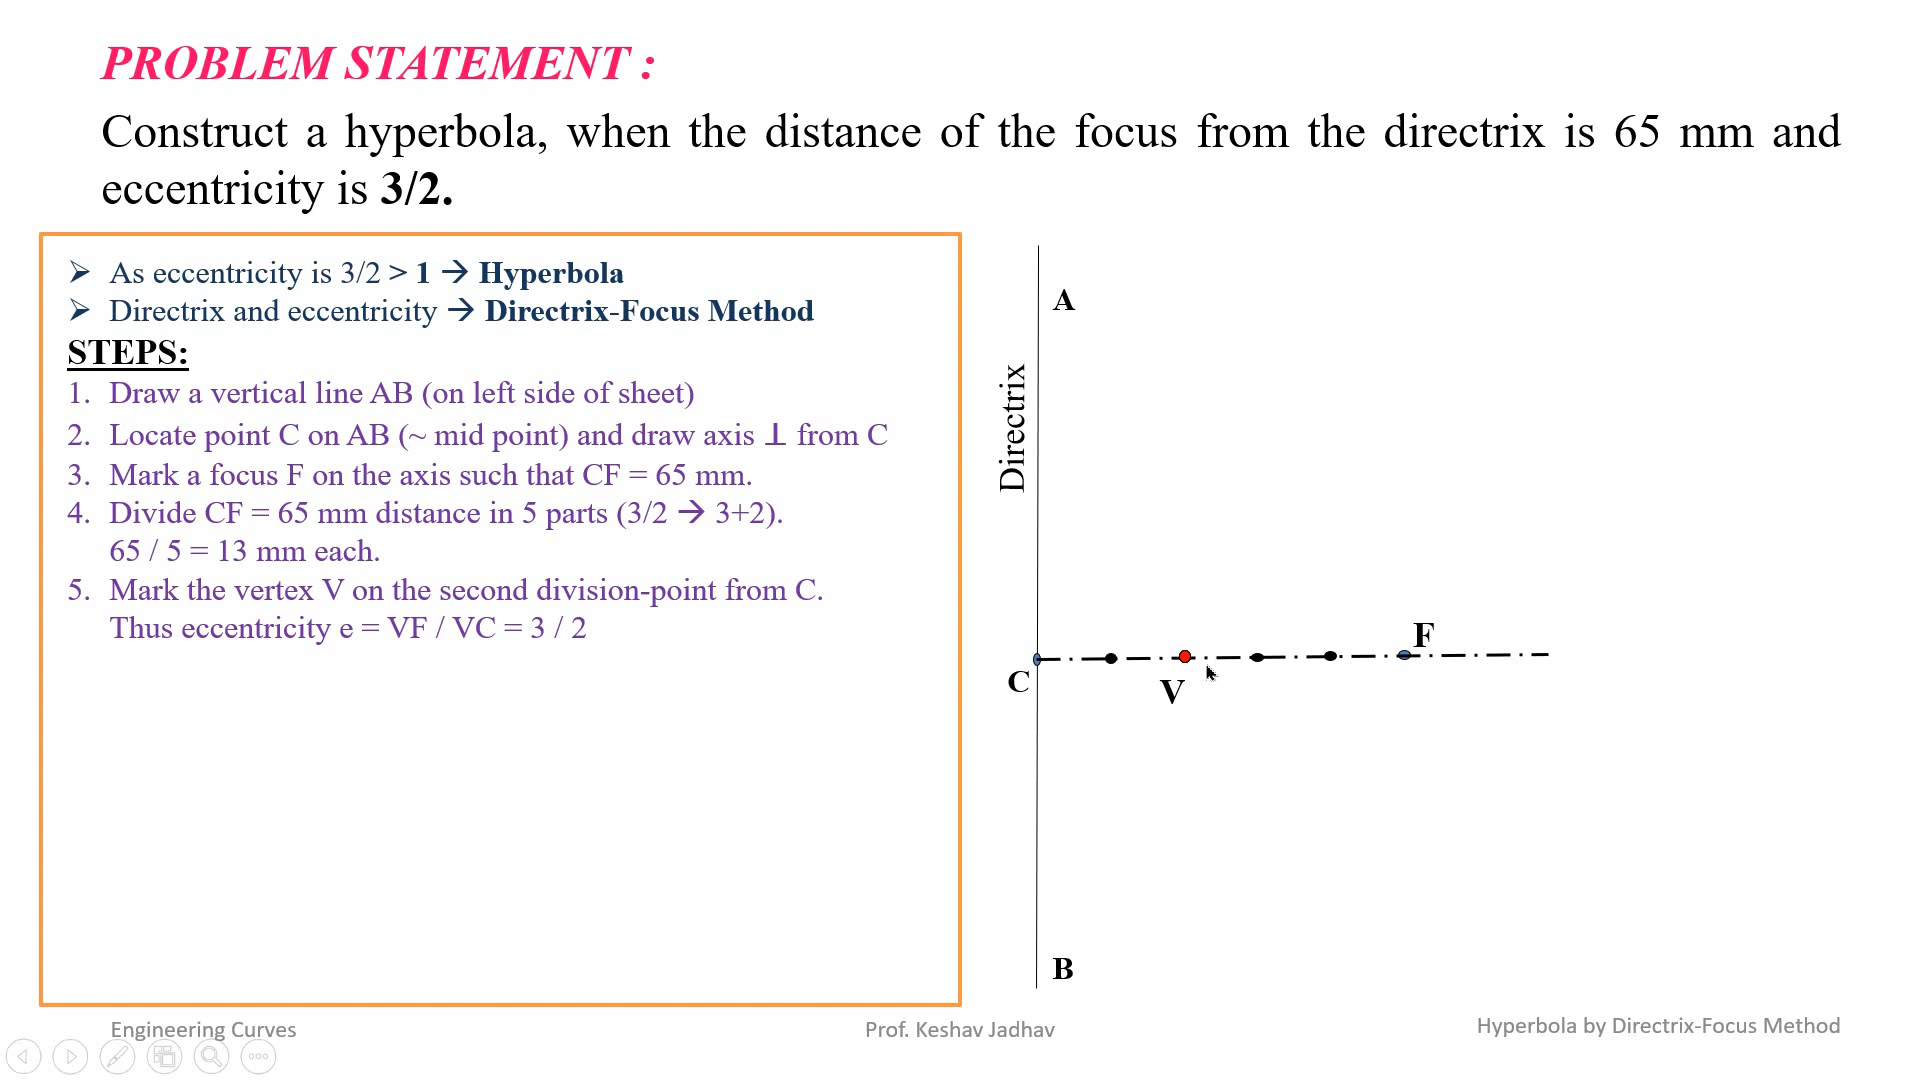 PROBLEM STATEMENT :
Construct a hyperbola, when the distance of the focus from the directrix is 65 mm and
eccentricity is 3/2.
➢ As eccentricity is 3/2 > 1 → Hyperbola
➢ Directrix and eccentricity → Directrix-Focus Method
STEPS:
1. Draw a vertical line AB (on left side of sheet)
2. Locate point C on AB (~ mid point) and draw axis ⊥ from C
3. Mark a focus F on the axis such that CF = 65 mm.
4. Divide CF = 65 mm distance in 5 parts (3/2 → 3+2).
65 / 5 = 13 mm each.
5. Mark the vertex V on the second division-point from C.
Thus eccentricity e = VF / VC = 3 / 2
A
Directrix
F
C
V
B
Engineering Curves
Prof. Keshav Jadhav
Hyperbola by Directrix-Focus Method